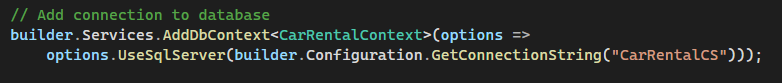 // Add connection to database
builder.Services.AddDbContext<CarRentalContext>(options =>
    options.UseSqlServer(builder.Configuration.GetConnectionString("CarRentalCS")));